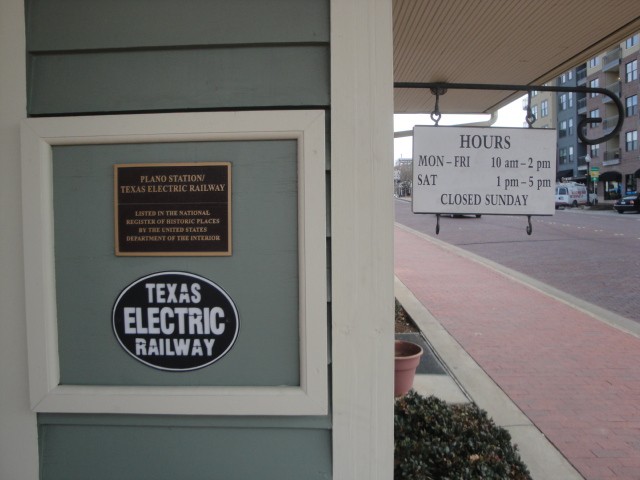 PLANO STATION/
TEXAS ELECTRIC RAILWAY
LISTED IN THE NATIONAL
REGISTER OF HISTORIC PLACES
BY THE UNITED STATES
DEPARTMENT OF THE INTERIOR
TEXAS
ELECTRIC
RAILWAY
HOURS
MON – FRI 10 am – 2 pm
SAT 1 pm – 5 pm
CLOSED SUNDAY